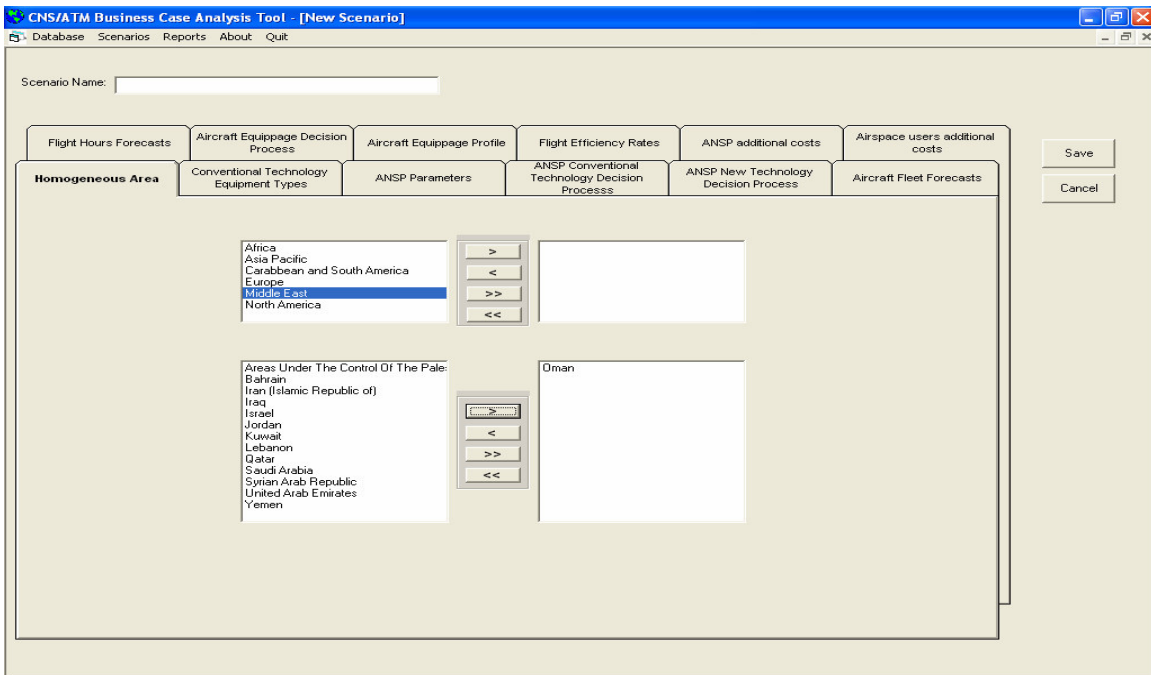 CNS/ATM Business Case Analysis Tool - [New Scenario]
Database Scenarios Reports About Quit
Scenario Name:
Flight Hours Forecasts
Aircraft Equippage Decision
Process
Aircraft Equippage Profile
Flight Efficiency Rates
ANSP additional costs
Airspace users additional
costs
Homogeneous Area
Conventional Technology
Equipment Types
ANSP Parameters
ANSP Conventional
Technology Decision
Processs
ANSP New Technology
Decision Process
Aircraft Fleet Forecasts
Save
Cancel
Africa
Asia Pacific
Carabbean and South America
Europe
Middle East
North America
>
<
>>
<<
Areas Under The Control Of The Pale
Bahrain
Iran (Islamic Republic of)
Iraq
Israel
Jordan
Kuwait
Lebanon
Qatar
Saudi Arabia
Syrian Arab Republic
United Arab Emirates
Yemen
>
<
>>
<<
Oman